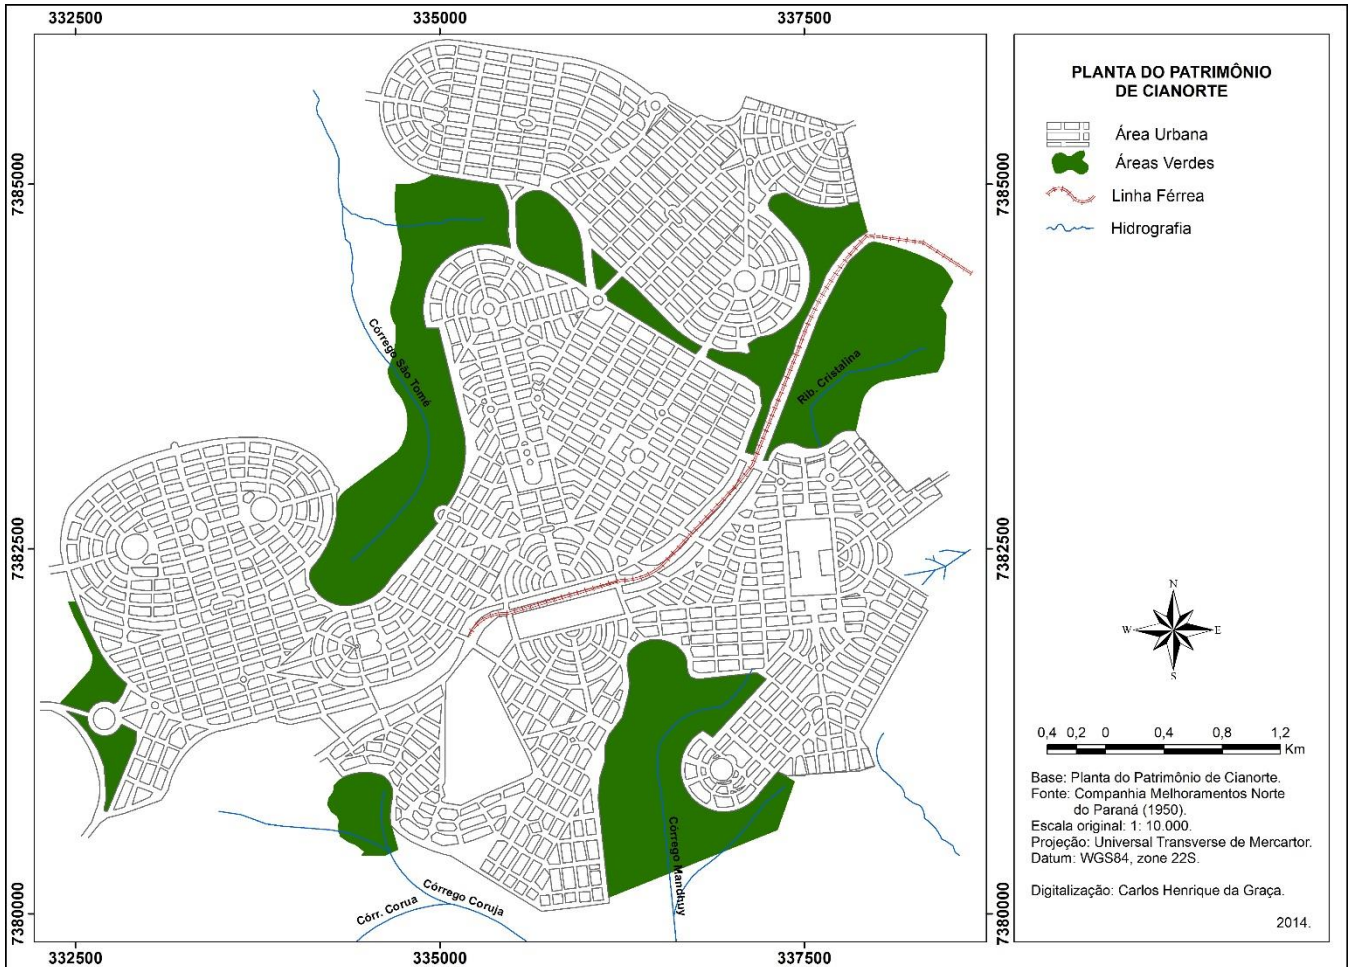 332500
335000
337500
7385000
7382500
7380000
7385000
7382500
7380000
332500
335000
337500
Córrego São Tomé
Rib. Cristalina
Córrego Mandhuy
Córrego Coruja
Córr. Corua
PLANTA DO PATRIMÔNIO
DE CIANORTE
Área Urbana
Áreas Verdes
Linha Férrea
Hidrografia
N
W
E
S
0,4 0,2 0 0,4 0,8 1,2
Km
Base: Planta do Patrimônio de Cianorte.
Fonte: Companhia Melhoramentos Norte
do Paraná (1950).
Escala original: 1: 10.000.
Projeção: Universal Transverse de Mercartor.
Datum: WGS84, zone 22S.
Digitalização: Carlos Henrique da Graça.
2014.